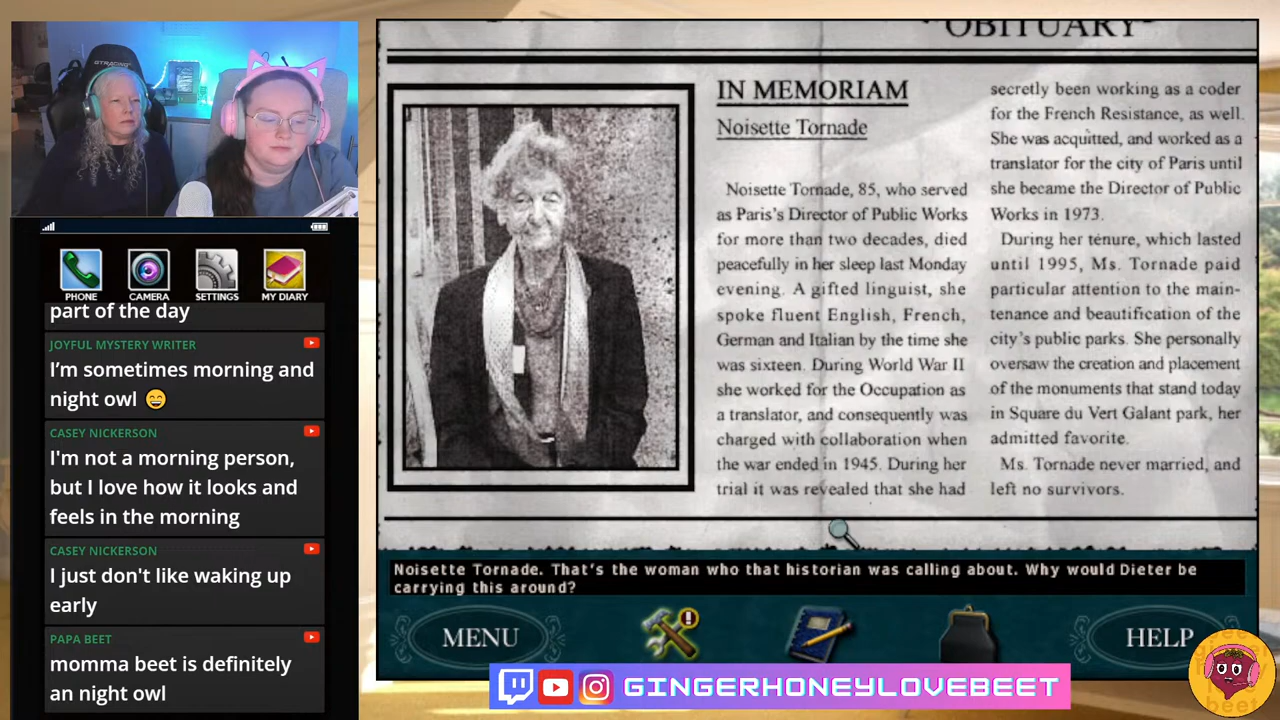 GTRACING
PHONE
CAMERA
SETTINGS
MY DIARY
part of the day
JOYFUL MYSTERY WRITER
I'm sometimes morning and
night owl 😄
CASEY NICKERSON
I'm not a morning person,
but I love how it looks and
feels in the morning
CASEY NICKERSON
I just don't like waking up
early
PAPA BEET
momma beet is definitely
an night owl
OBITUARY
IN MEMORIAM
Noisette Tornade
Noisette Tornade, 85, who served
as Paris's Director of Public Works
for more than two decades, died
peacefully in her sleep last Monday
evening. A gifted linguist, she
spoke fluent English, French,
German and Italian by the time she
was sixteen. During World War II
she worked for the Occupation as
a translator, and consequently was
charged with collaboration when
the war ended in 1945. During her
trial it was revealed that she had
secretly been working as a coder
for the French Resistance, as well.
She was acquitted, and worked as a
translator for the city of Paris until
she became the Director of Public
Works in 1973.
During her tenure, which lasted
until 1995, Ms. Tornade paid
particular attention to the main-
tenance and beautification of the
city's public parks. She personally
oversaw the creation and placement
of the monuments that stand today
in Square du Vert Galant park, her
admitted favorite.
Ms. Tornade never married, and
left no survivors.
Noisette Tornade. That's the woman who that historian was calling about. Why would Dieter be
carrying this around?
MENU
HELP
GINGERHONEYLOVEBEET